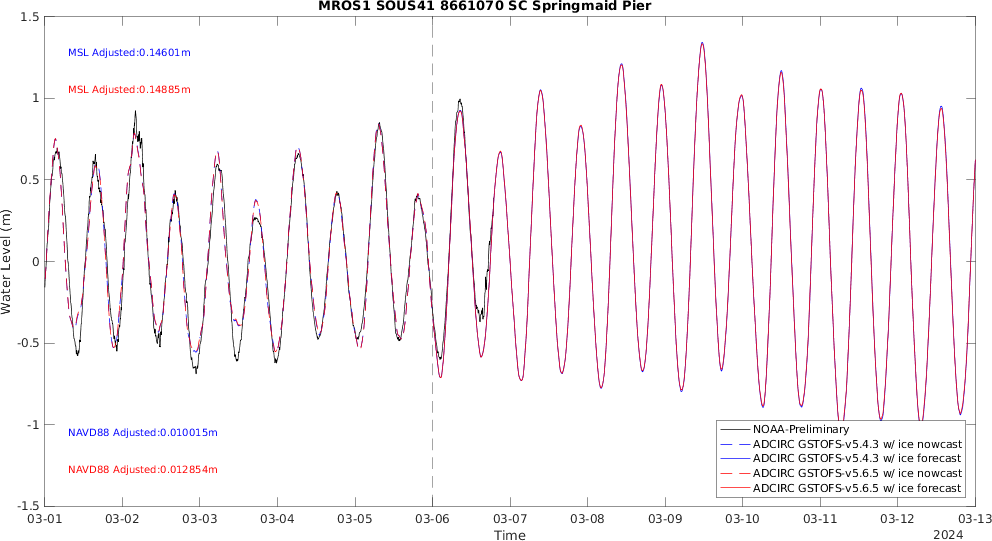 MROS1 SOUS41 8661070 SC Springmaid Pier
1.5
1
0.5
0
-0.5
-1
-1.5
Water Level (m)
MSL Adjusted:0.14601m
MSL Adjusted:0.14885m
NAVD88 Adjusted:0.010015m
NAVD88 Adjusted:0.012854m
NOAA-Preliminary
ADCIRC GSTOFS-v5.4.3 w/ ice nowcast
ADCIRC GSTOFS-v5.4.3 w/ ice forecast
ADCIRC GSTOFS-v5.6.5 w/ ice nowcast
ADCIRC GSTOFS-v5.6.5 w/ ice forecast
03-01 03-02 03-03 03-04 03-05 03-06 03-07 03-08 03-09 03-10 03-11 03-12 03-13
Time
2024